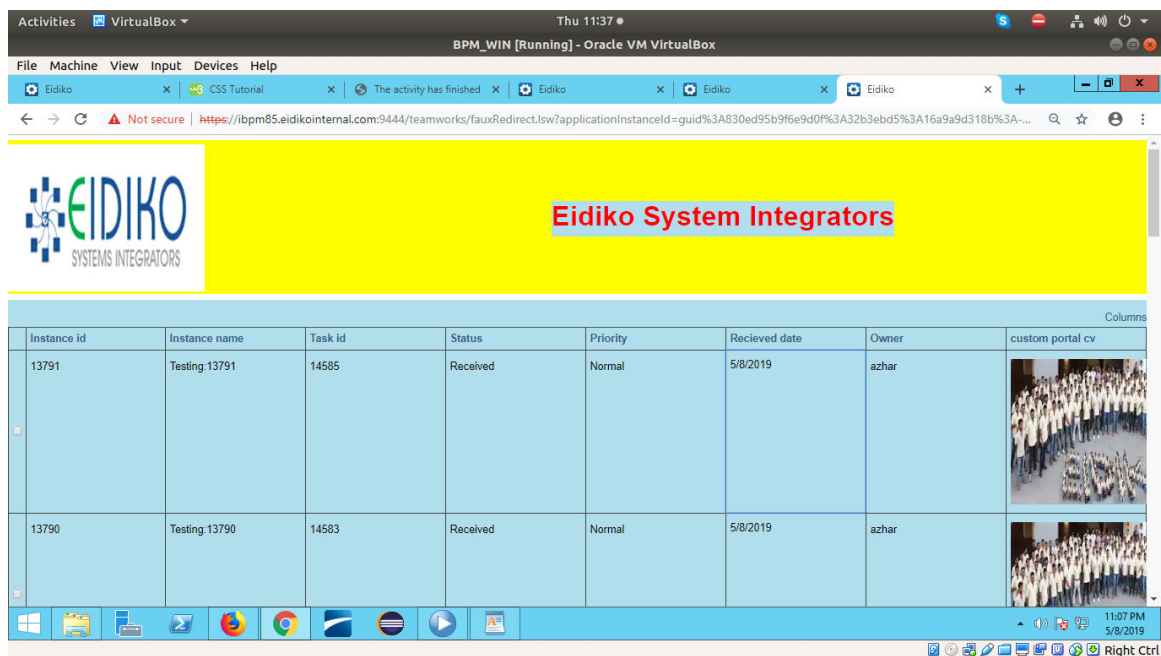 Activities VirtualBox Thu 11:37
BPM_WIN [Running] - Oracle VM VirtualBox
File Machine View Input Devices Help
Eidiko CSS Tutorial The activity has finished Eidiko Eidiko Eidiko
Not secure | https://ibpm85.eidikointernal.com:9444/teamworks/fauxRedirect.lsw?applicationInstanceId=guid%3A830ed95b9f6e9d0f%3A32b3ebd5%3A16a9a9d318b%3A-...
EIDIKO
SYSTEMS INTEGRATORS
Eidiko System Integrators
Columns
Instance id Instance name Task id Status Priority Recieved date Owner custom portal cv
13791 Testing:13791 14585 Received Normal 5/8/2019 azhar
EIDIK
13790 Testing:13790 14583 Received Normal 5/8/2019 azhar
11:07 PM
5/8/2019
Right Ctrl